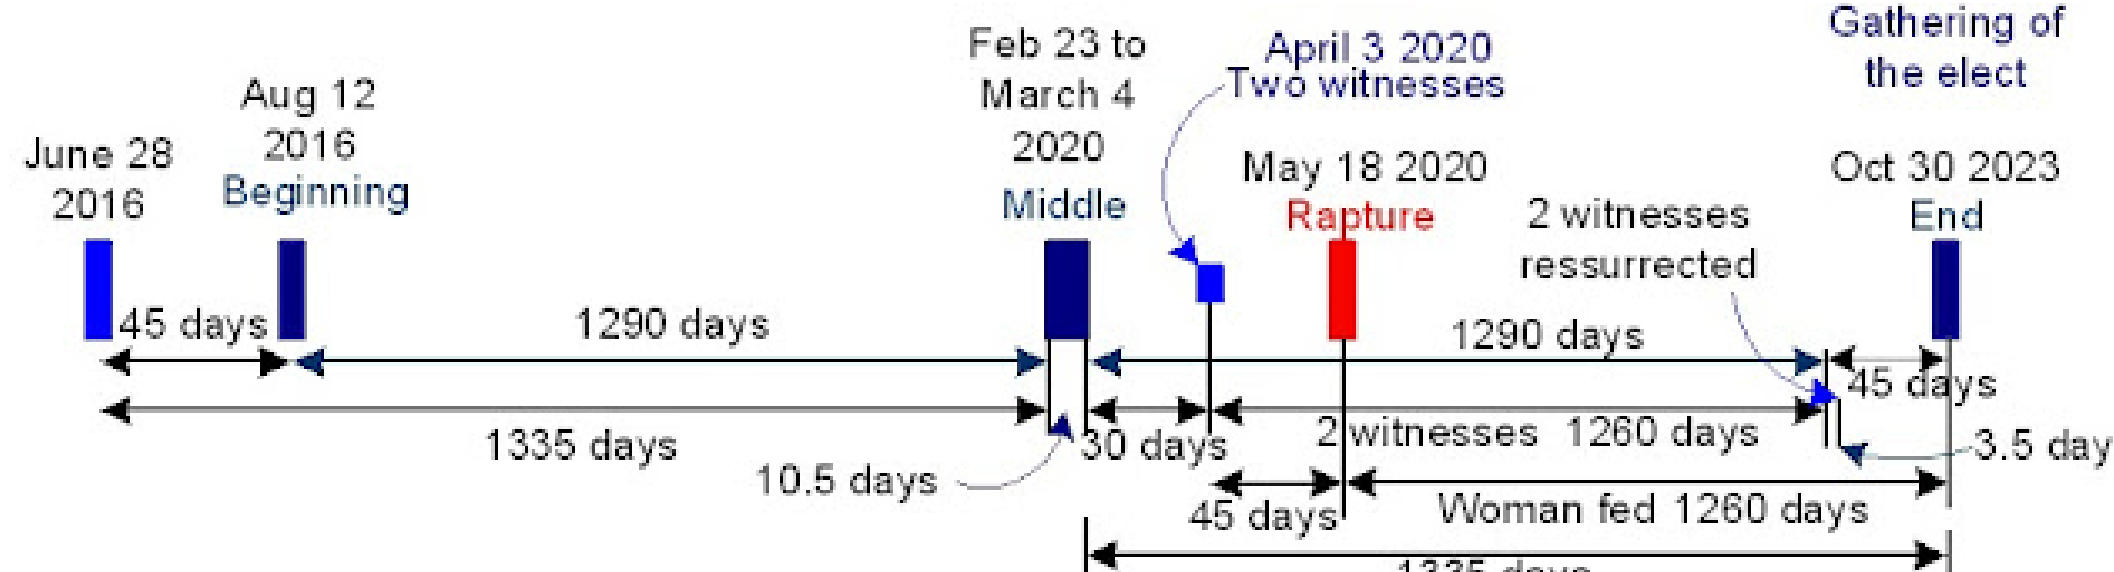 Gathering of
the elect
Feb 23 to
March 4
2020
Middle
April 3 2020
Two witnesses
Aug 12
2016
Beginning
June 28
2016
May 18 2020
Rapture
Oct 30 2023
End
2 witnesses
ressurrected
45 days
1290 days
1290 days
45 days
1335 days
10.5 days
30 days
2 witnesses 1260 days
3.5 day
45 days
Woman fed 1260 days
1335 days